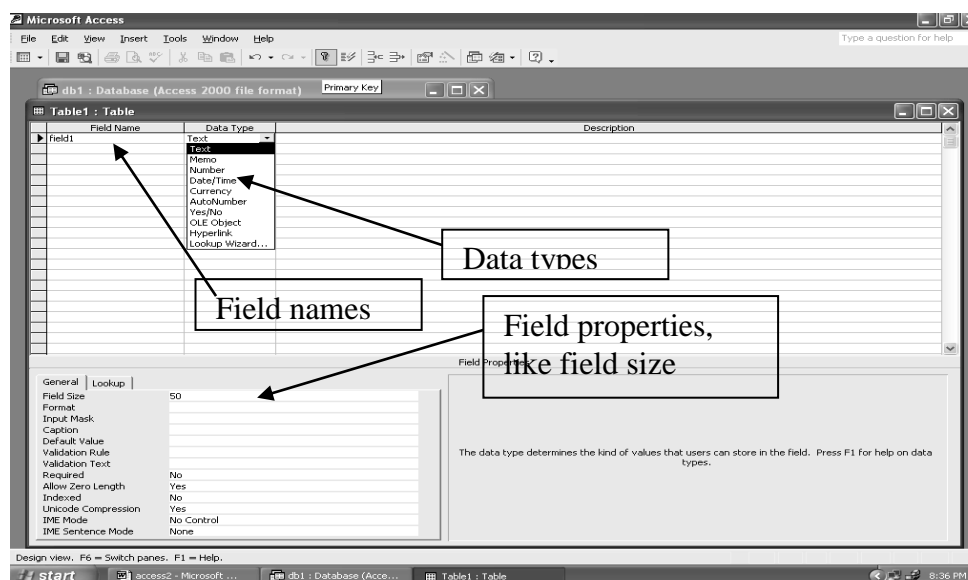 Microsoft Access
File Edit View Insert Tools Window Help
Type a question for help
db1 : Database (Access 2000 file format)
Primary Key
Table1 : Table
Field Name Data Type Description
field1 Text
Text
Memo
Number
Date/Time
Currency
AutoNumber
Yes/No
OLE Object
Hyperlink
Lookup Wizard...
Data types
Field names
Field properties,
like field size
Field Properties
General Lookup
Field Size 50
Format
Input Mask
Caption
Default Value
Validation Rule
Validation Text
Required No
Allow Zero Length Yes
Indexed No
Unicode Compression Yes
IME Mode No Control
IME Sentence Mode None
The data type determines the kind of values that users can store in the field. Press F1 for help on data
types.
Design view. F6 = Switch panes. F1 = Help.
start access2 - Microsoft ... db1 : Database (Acce... Table1 : Table 8:36 PM